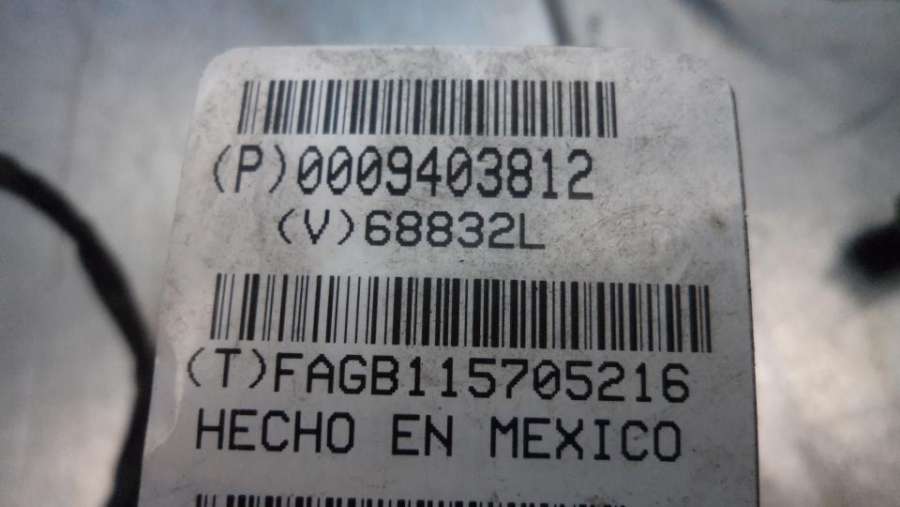 (P)0009403812
(V)68832L
(T)FAGB115705216
HECHO EN MEXICO